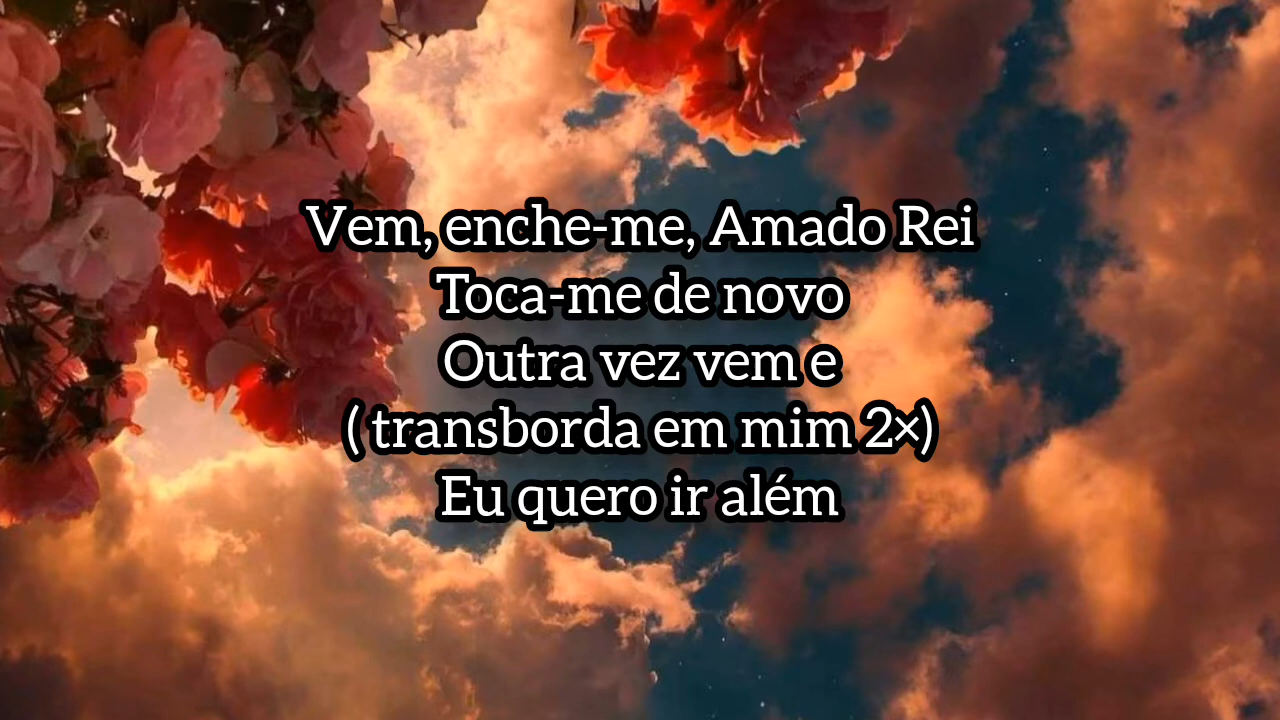 Vem, enche-me, Amado Rei
Toca-me de novo
Outra vez vem e
( transborda em mim 2×)
Eu quero ir além